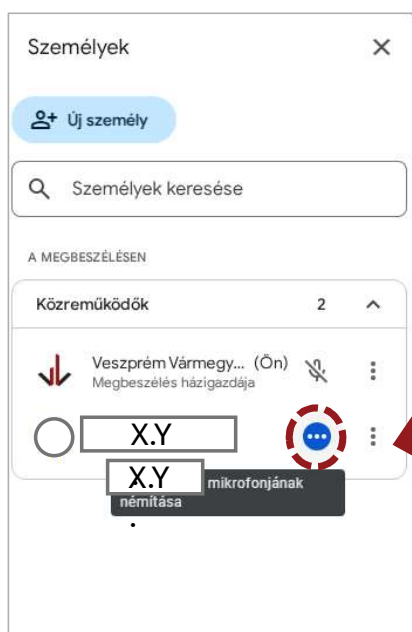 Személyek
Új személy
Személyek keresése
A MEGBESZÉLÉSEN
Közreműködők 2
Veszprém Vármegy... (Ön)
Megbeszélés házigazdája
X.Y
X.Y mikrofonjának
némítása